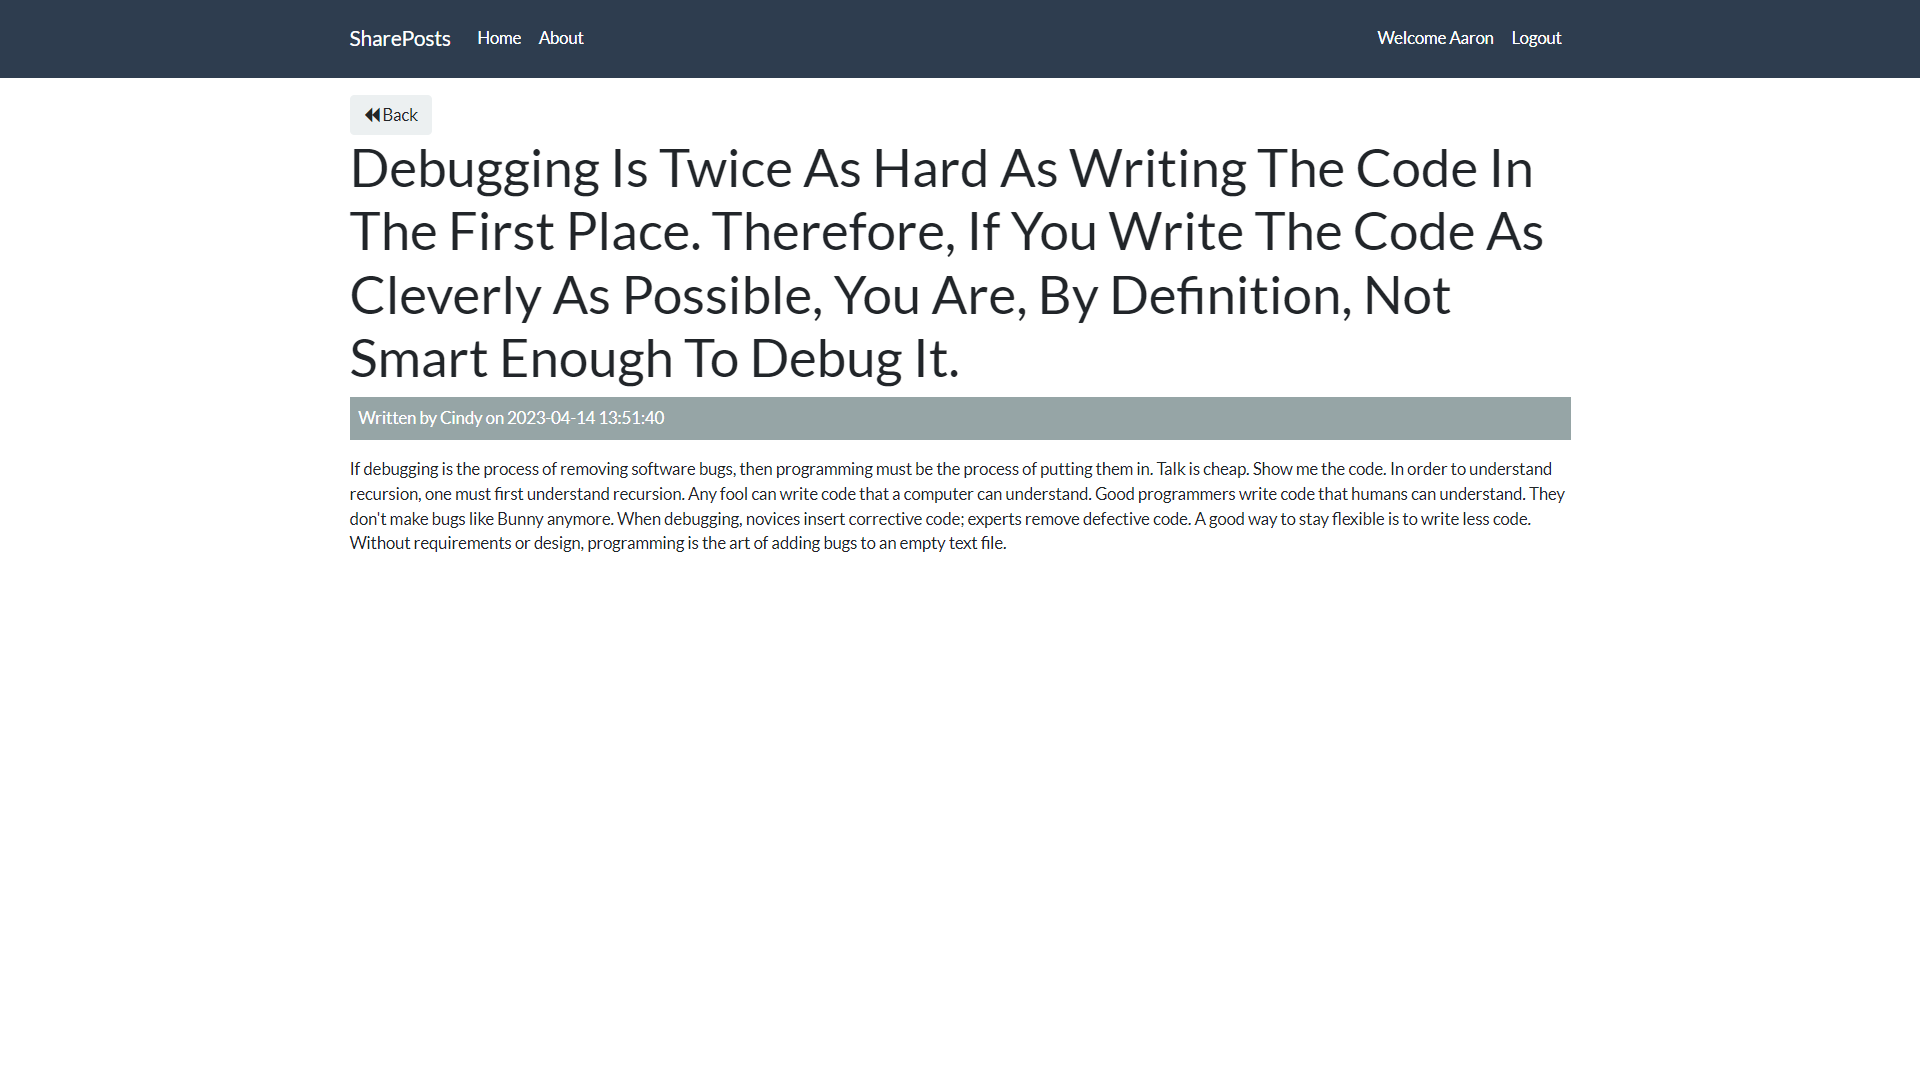 SharePosts Home About Welcome Aaron Logout
Back
Debugging Is Twice As Hard As Writing The Code In
The First Place. Therefore, If You Write The Code As
Cleverly As Possible, You Are, By Definition, Not
Smart Enough To Debug It.
Written by Cindy on 2023-04-14 13:51:40
If debugging is the process of removing software bugs, then programming must be the process of putting them in. Talk is cheap. Show me the code. In order to understand
recursion, one must first understand recursion. Any fool can write code that a computer can understand. Good programmers write code that humans can understand. They
don't make bugs like Bunny anymore. When debugging, novices insert corrective code; experts remove defective code. A good way to stay flexible is to write less code.
Without requirements or design, programming is the art of adding bugs to an empty text file.